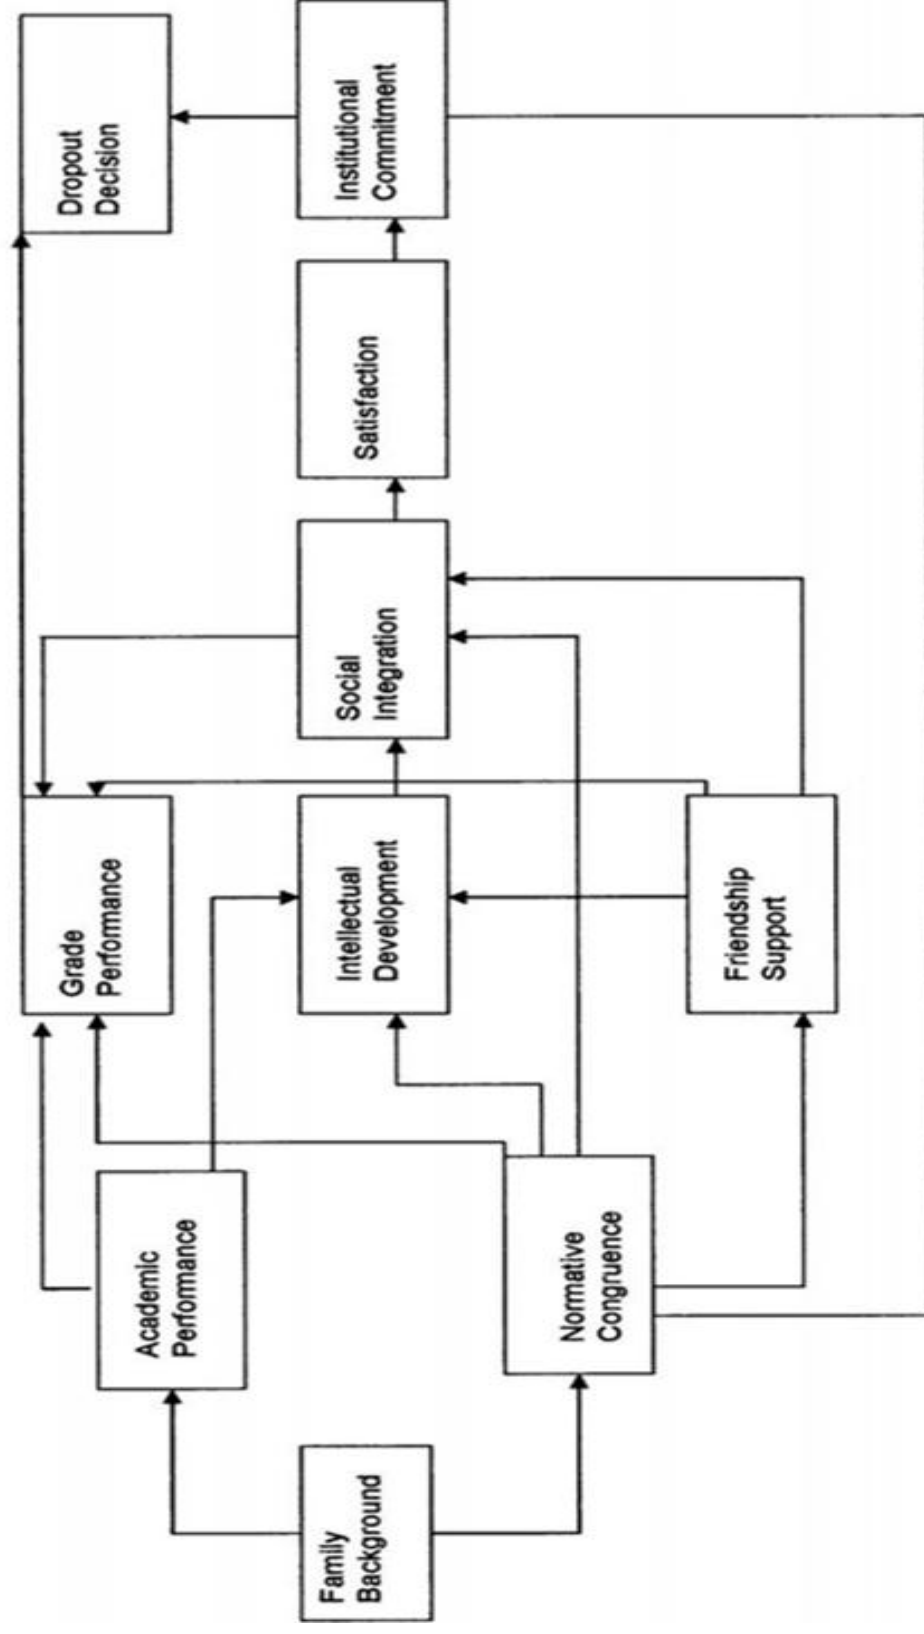 Family
Background
Academic
Performance
Normative
Congruence
Grade
Performance
Intellectual
Development
Friendship
Support
Social
Integration
Satisfaction
Institutional
Commitment
Dropout
Decision